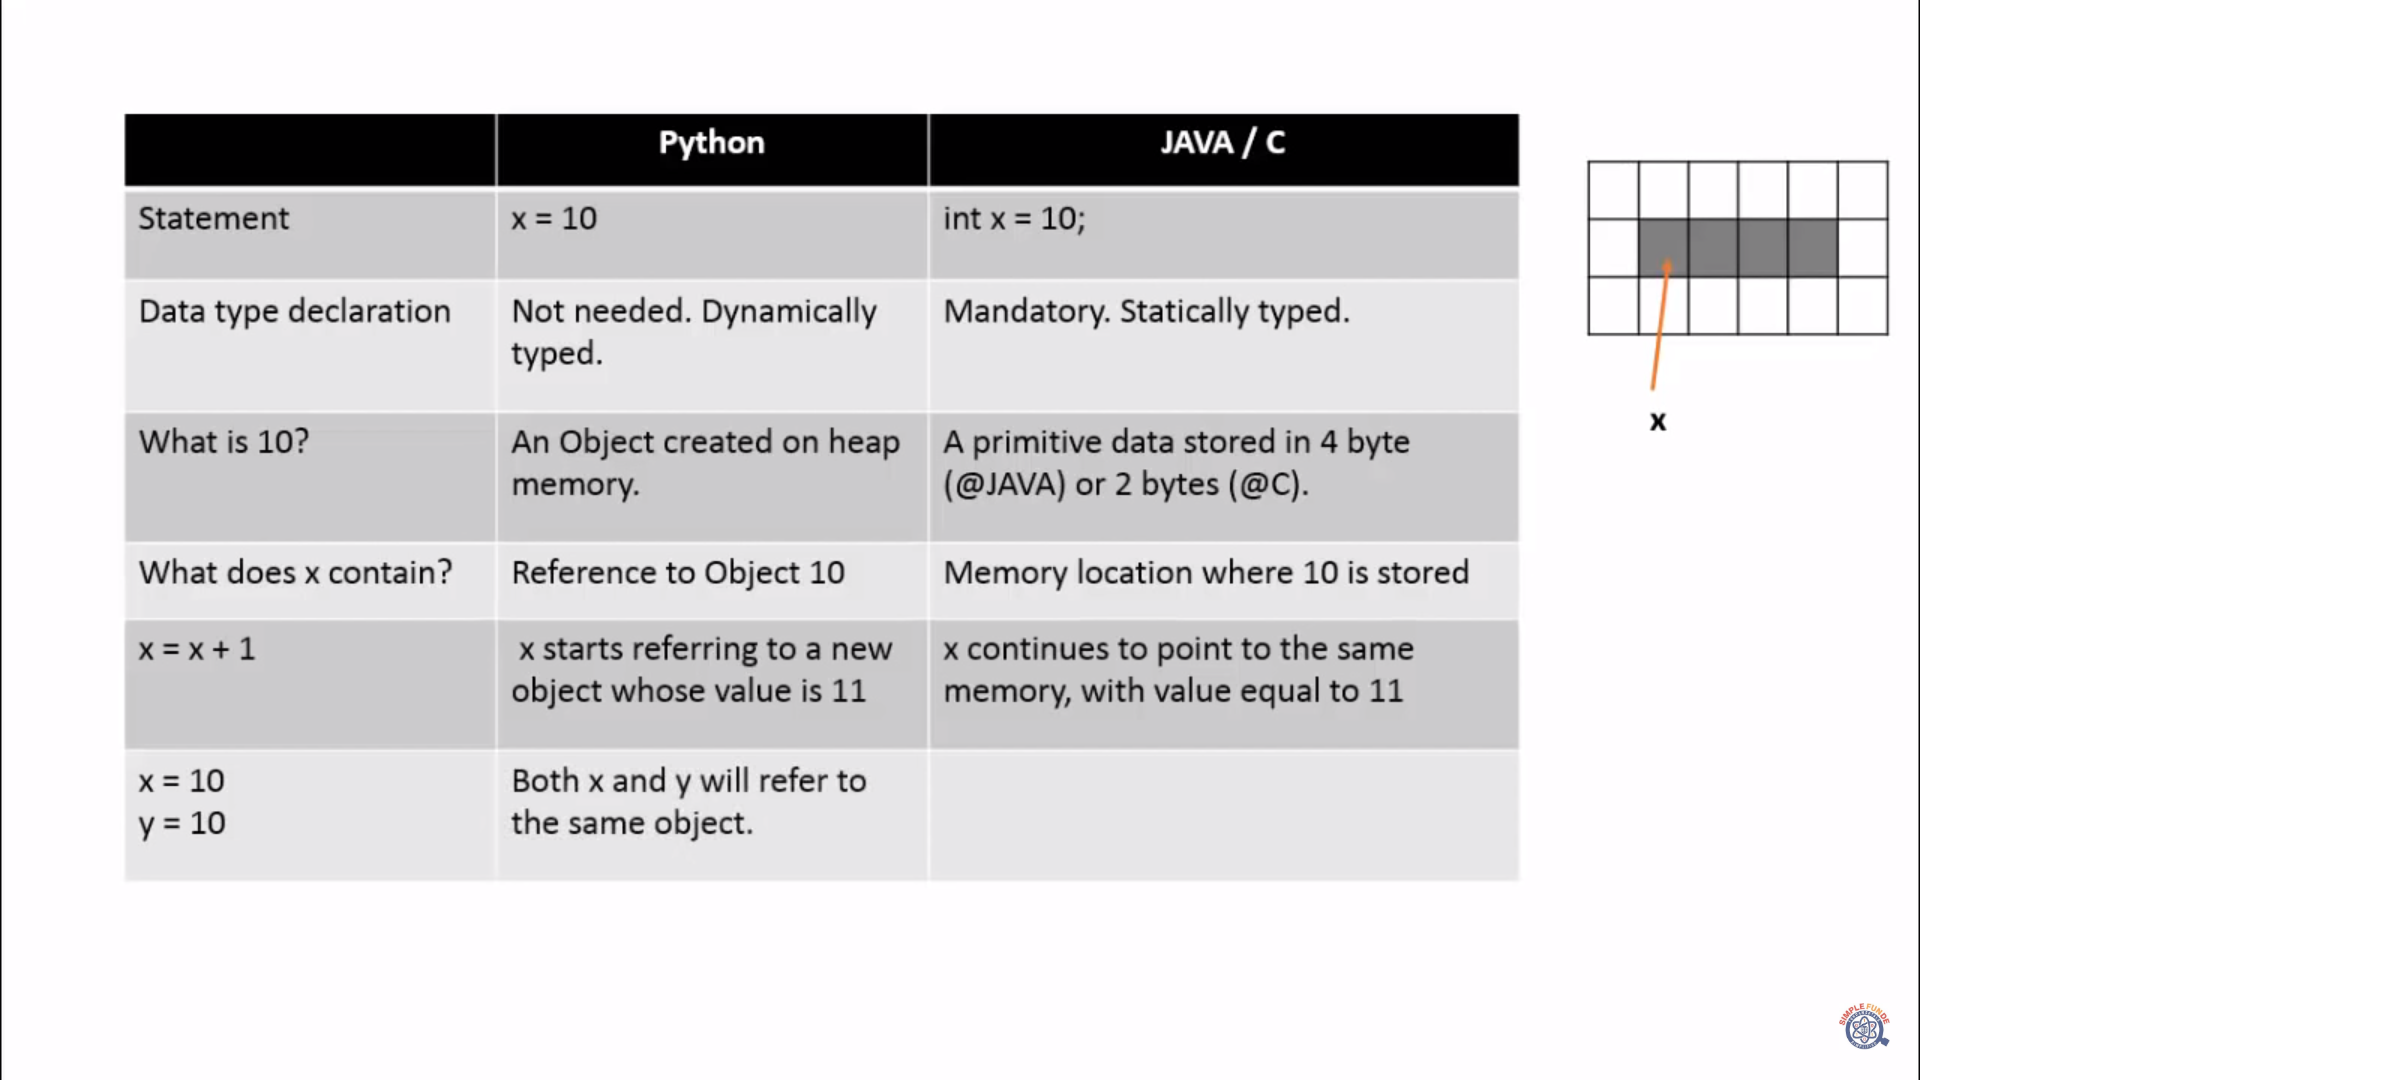 Python
JAVA / C
Statement
x = 10
int x = 10;
Data type declaration
Not needed. Dynamically
typed.
Mandatory. Statically typed.
What is 10?
An Object created on heap
memory.
A primitive data stored in 4 byte
(@JAVA) or 2 bytes (@C).
What does x contain?
Reference to Object 10
Memory location where 10 is stored
x = x + 1
x starts referring to a new
object whose value is 11
x continues to point to the same
memory, with value equal to 11
x = 10
y = 10
Both x and y will refer to
the same object.
x
SIMPLE FUNDE